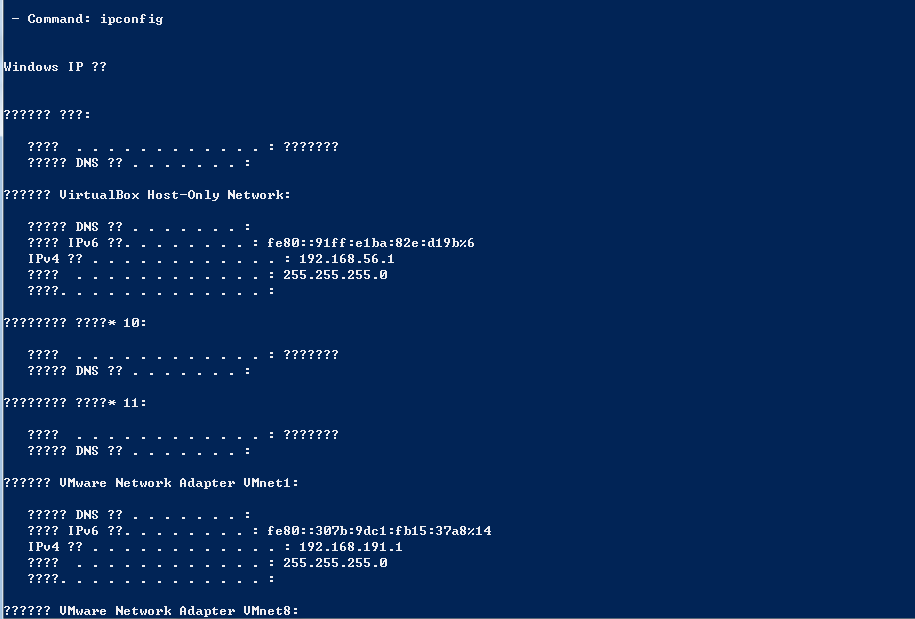 - Command: ipconfig
Windows IP ??
?????? ???:
????  . . . . . . . . . . . . : ???????
????? DNS ?? . . . . . . . :
?????? VirtualBox Host-Only Network:
????? DNS ?? . . . . . . . :
???? IPv6 ??. . . . . . . . : fe80::91ff:e1ba:82e:d19b%6
IPv4 ?? . . . . . . . . . . . . : 192.168.56.1
????  . . . . . . . . . . . . : 255.255.255.0
????. . . . . . . . . . . . . :
???????? ????* 10:
????  . . . . . . . . . . . . : ???????
????? DNS ?? . . . . . . . :
???????? ????* 11:
????  . . . . . . . . . . . . : ???????
????? DNS ?? . . . . . . . :
?????? VMware Network Adapter VMnet1:
????? DNS ?? . . . . . . . :
???? IPv6 ??. . . . . . . . : fe80::307b:9dc1:fb15:37a8%14
IPv4 ?? . . . . . . . . . . . . : 192.168.191.1
????  . . . . . . . . . . . . : 255.255.255.0
????. . . . . . . . . . . . . :
?????? VMware Network Adapter VMnet8: